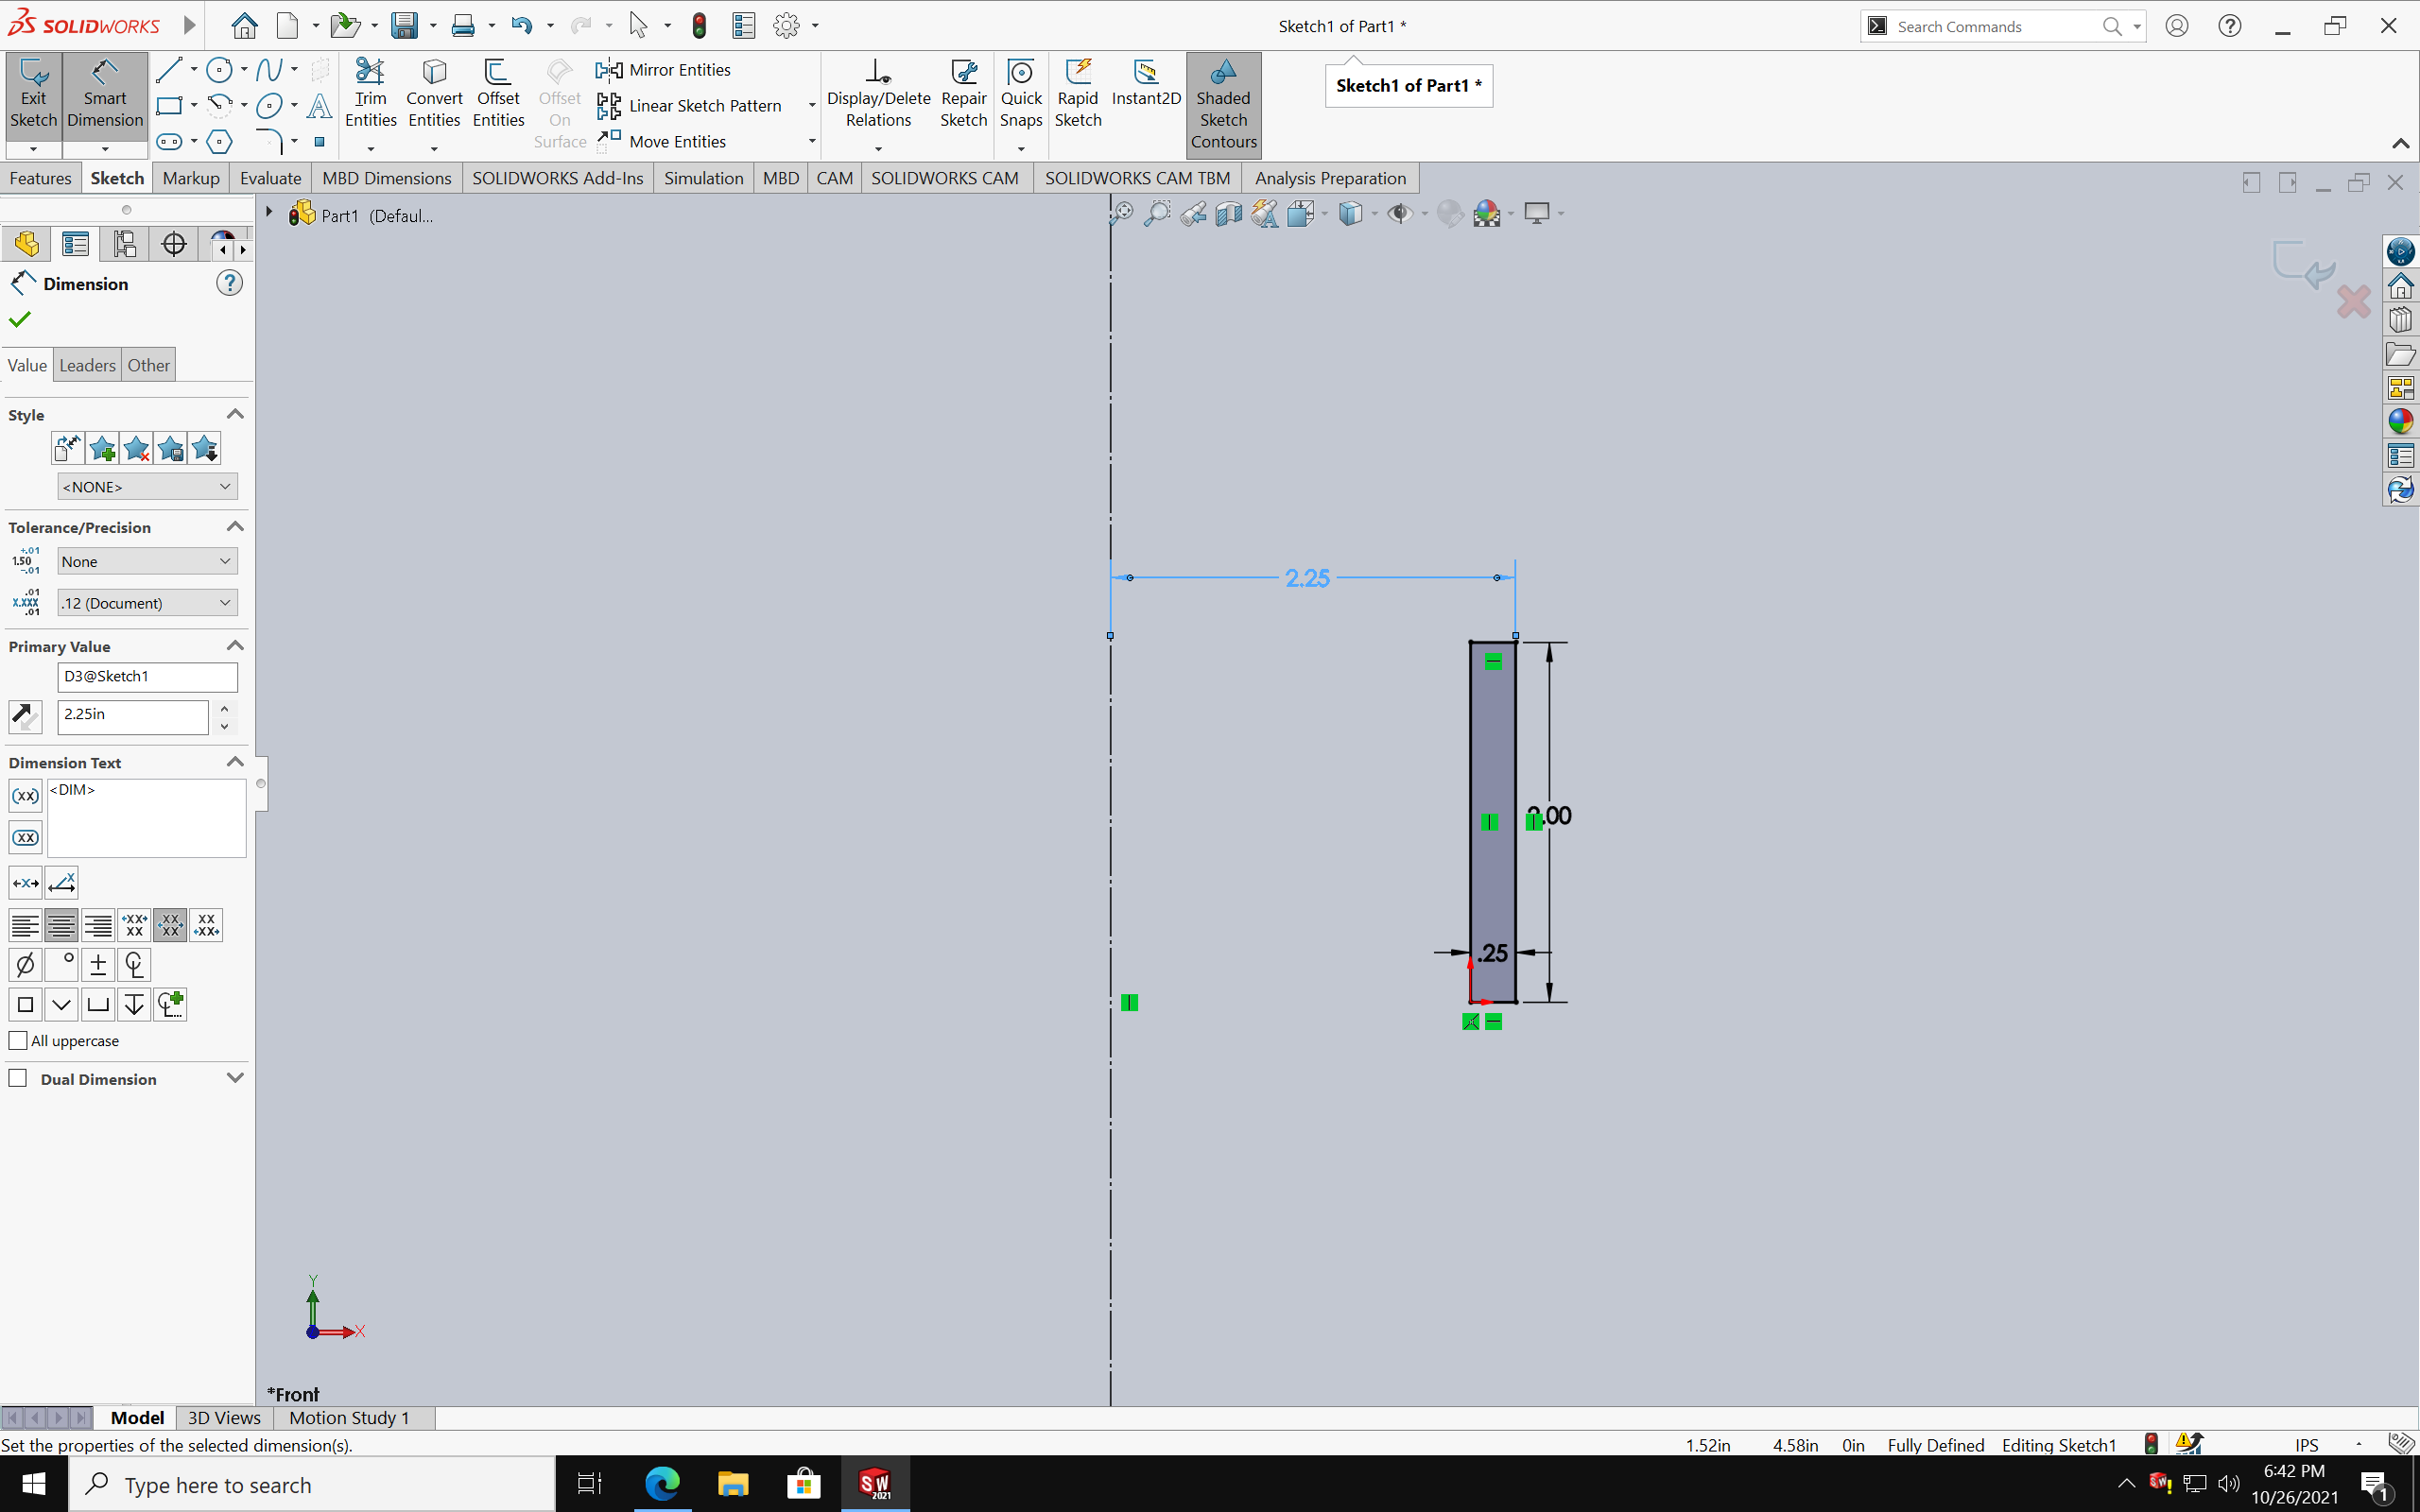 SOLIDWORKS
Sketch1 of Part1 *
Search Commands
Exit Sketch
Smart Dimension
Trim Entities
Convert Entities
Offset Entities
Offset On Surface
Mirror Entities
Linear Sketch Pattern
Move Entities
Display/Delete Relations
Repair Sketch
Quick Snaps
Rapid Sketch
Instant2D
Shaded Sketch Contours
Sketch1 of Part1 *
Features
Sketch
Markup
Evaluate
MBD Dimensions
SOLIDWORKS Add-Ins
Simulation
MBD
CAM
SOLIDWORKS CAM
SOLIDWORKS CAM TBM
Analysis Preparation
Part1 (Defaul...
Dimension
Value
Leaders
Other
Style
<NONE>
Tolerance/Precision
None
.12 (Document)
Primary Value
D3@Sketch1
2.25in
Dimension Text
<DIM>
All uppercase
Dual Dimension
2.25
2.00
.25
Y
X
*Front
Model
3D Views
Motion Study 1
Set the properties of the selected dimension(s).
1.52in
4.58in
0in
Fully Defined
Editing Sketch1
IPS
Type here to search
SW
2021
6:42 PM
10/26/2021
1